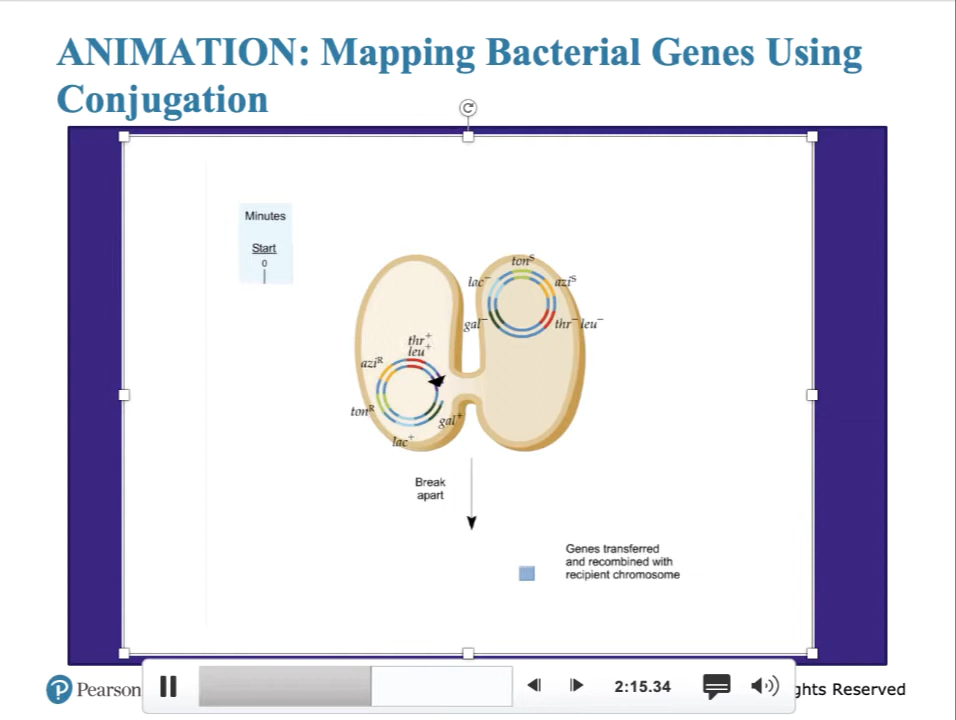 ANIMATION: Mapping Bacterial Genes Using
Conjugation
Minutes
Start
0
tonS
lac−
aziS
gal−
thr− leu−
thr+
leu+
aziR
tonR
gal+
lac+
Break
apart
Genes transferred
and recombined with
recipient chromosome
P Pearson
2:15.34
ghts Reserved